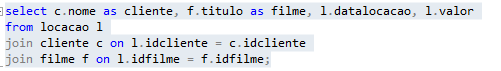 select c.nome as cliente, f.titulo as filme, l.datalocacao, l.valor
from locacao l
join cliente c on l.idcliente = c.idcliente
join filme f on l.idfilme = f.idfilme;